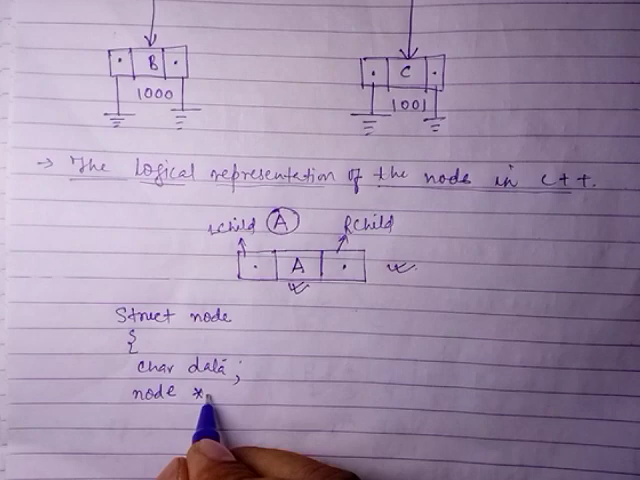 B
C
1000
1001
→ The Logical representation of the node in C++.
LChild A RChild
A
Struct node
{
char data;
node *